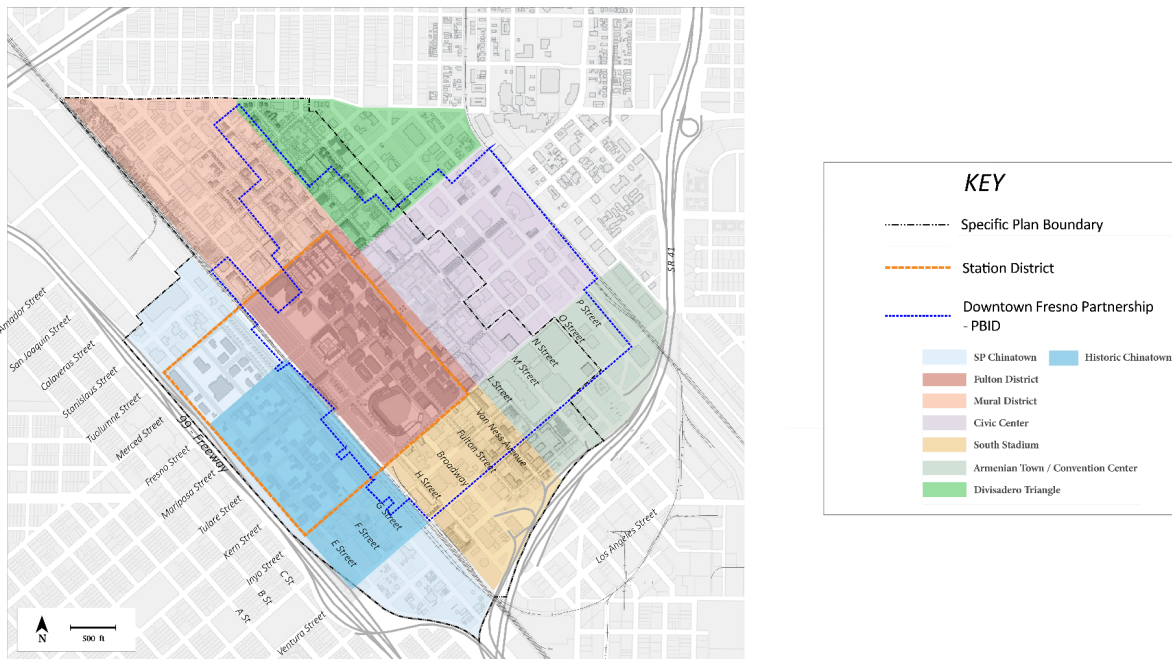 Amador Street
San Joaquin Street
Calaveras Street
Stanislaus Street
Tuolumne Street
Merced Street
Fresno Street
Mariposa Street
Tulare Street
Kern Street
Inyo Street
Ventura Street
C St
B St
A St
99 - Freeway
SR 41
P Street
O Street
N Street
M Street
L Street
Van Ness Avenue
Fulton Street
Broadway
H Street
G Street
F Street
E Street
Los Angeles Street
N
500 ft
KEY
Specific Plan Boundary
Station District
Downtown Fresno Partnership
- PBID
SP Chinatown
Historic Chinatown
Fulton District
Mural District
Civic Center
South Stadium
Armenian Town / Convention Center
Divisadero Triangle